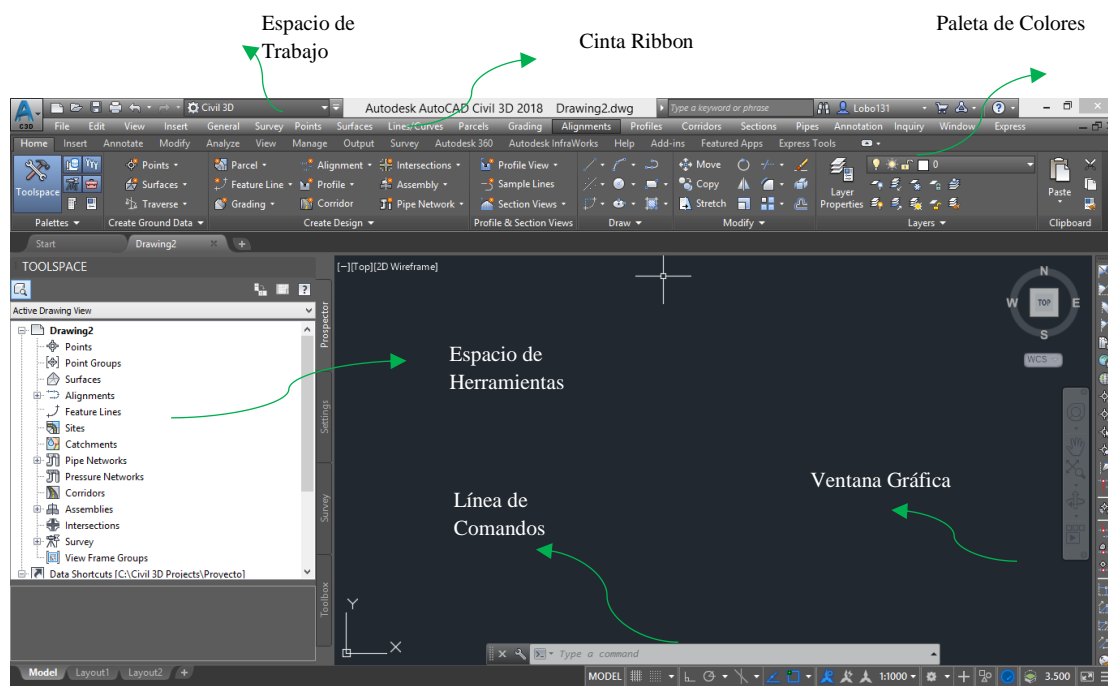 Espacio de
Trabajo
Cinta Ribbon
Paleta de Colores
C3D
Civil 3D
Autodesk AutoCAD Civil 3D 2018 Drawing2.dwg
Type a keyword or phrase
Lobo131
File Edit View Insert General Survey Points Surfaces Lines/Curves Parcels Grading Alignments Profiles Corridors Sections Pipes Annotation Inquiry Window Express
Home Insert Annotate Modify Analyze View Manage Output Survey Autodesk 360 Autodesk InfraWorks Help Add-ins Featured Apps Express Tools
Points Parcel Alignment Intersections Profile View Move 0
Toolspace Surfaces Feature Line Profile Assembly Sample Lines Copy Layer Properties Paste
Traverse Grading Corridor Pipe Network Section Views Stretch
Palettes Create Ground Data Create Design Profile & Section Views Draw Modify Layers Clipboard
Start Drawing2
TOOLSPACE
[−][Top][2D Wireframe]
N
W TOP E
S
WCS
Active Drawing View
Drawing2
Points
Point Groups
Surfaces
Alignments
Feature Lines
Sites
Catchments
Pipe Networks
Pressure Networks
Corridors
Assemblies
Intersections
Survey
View Frame Groups
Data Shortcuts [C:\Civil 3D Projects\Proyecto]
Prospector
Settings
Survey
Toolbox
Espacio de
Herramientas
Línea de
Comandos
Ventana Gráfica
Y
X
Type a command
Model Layout1 Layout2
MODEL 1:1000 3.500